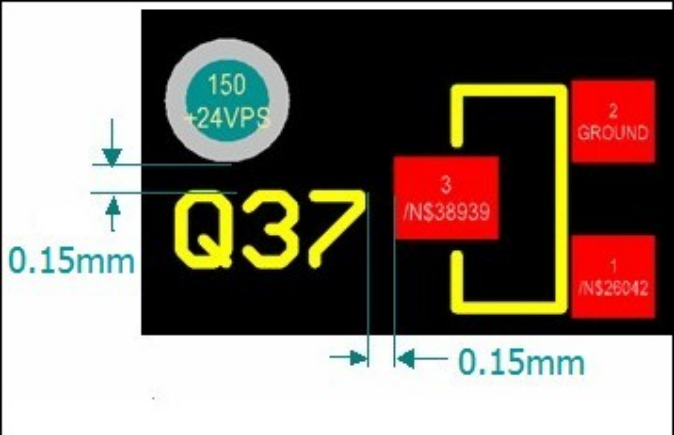 150
+24VPS
2
GROUND
3
/N$38939
Q37
0.15mm
1
/N$26042
0.15mm